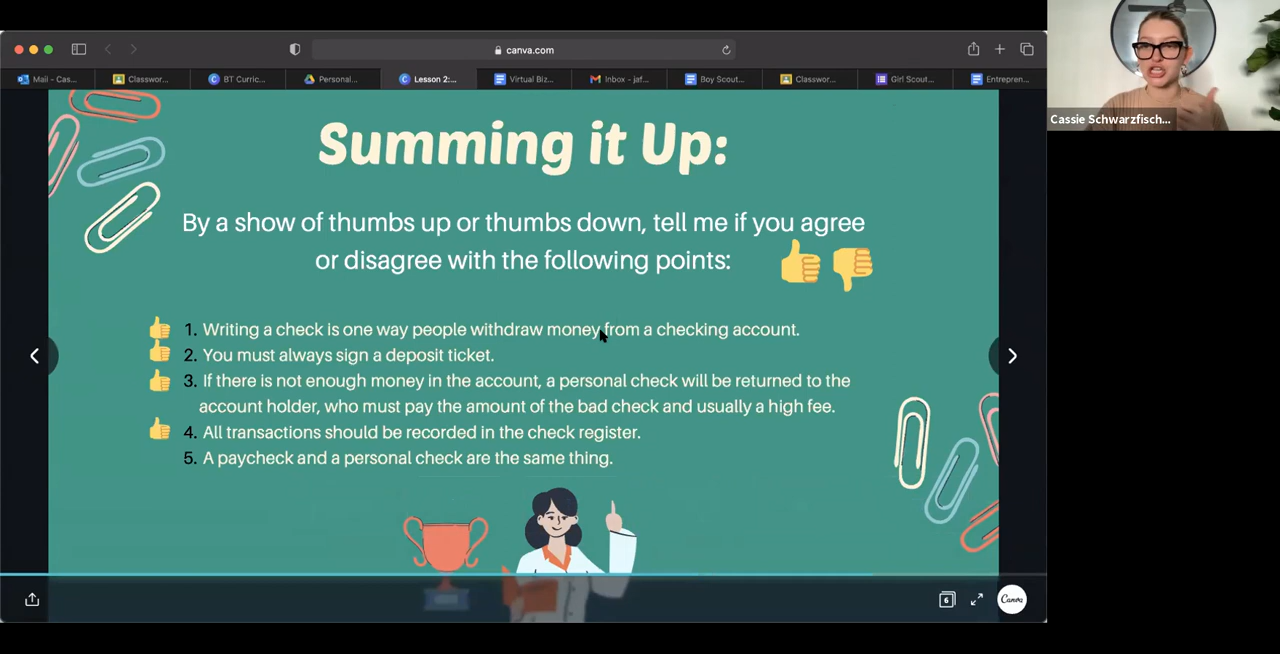 canva.com
Mail - Cas...
Classwor...
BT Curric...
Personal...
Lesson 2:...
Virtual Biz...
Inbox - jaf...
Boy Scout...
Classwor...
Girl Scout...
Entrepren...
Cassie Schwarzfisch...
Summing it Up:
By a show of thumbs up or thumbs down, tell me if you agree
or disagree with the following points:
1. Writing a check is one way people withdraw money from a checking account.
2. You must always sign a deposit ticket.
3. If there is not enough money in the account, a personal check will be returned to the
account holder, who must pay the amount of the bad check and usually a high fee.
4. All transactions should be recorded in the check register.
5. A paycheck and a personal check are the same thing.
6
Canva